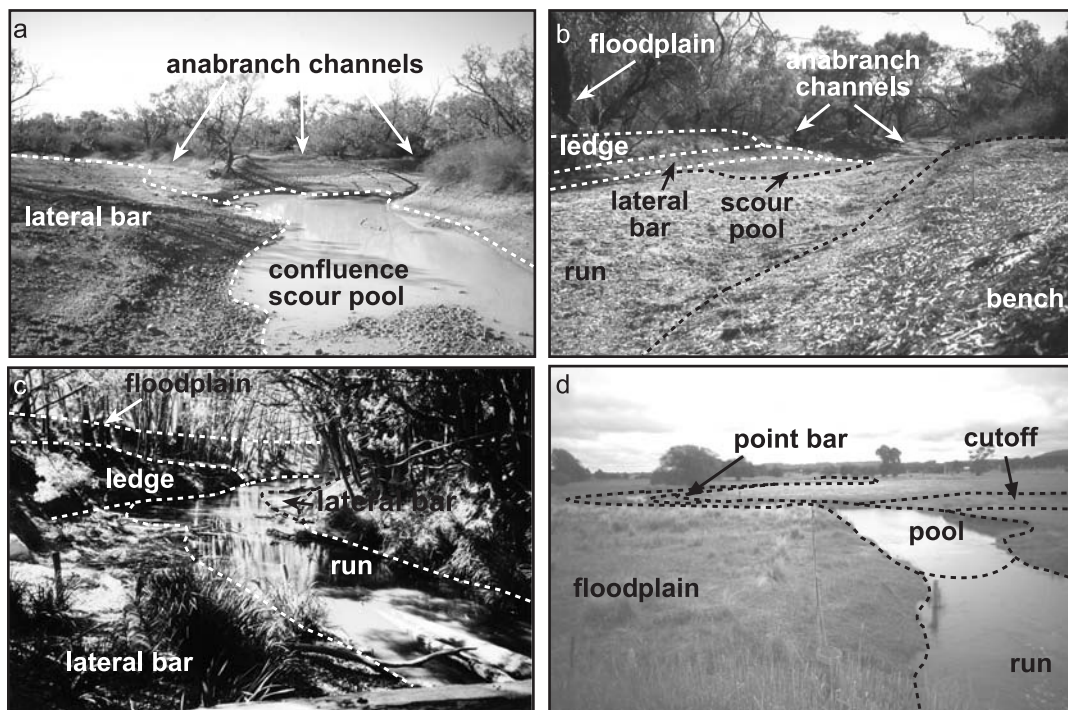 a
anabranch channels
lateral bar
confluence
scour pool
b
floodplain
anabranch
channels
ledge
lateral
bar
scour
pool
run
bench
c
floodplain
ledge
lateral bar
run
lateral bar
d
point bar
cutoff
pool
floodplain
run